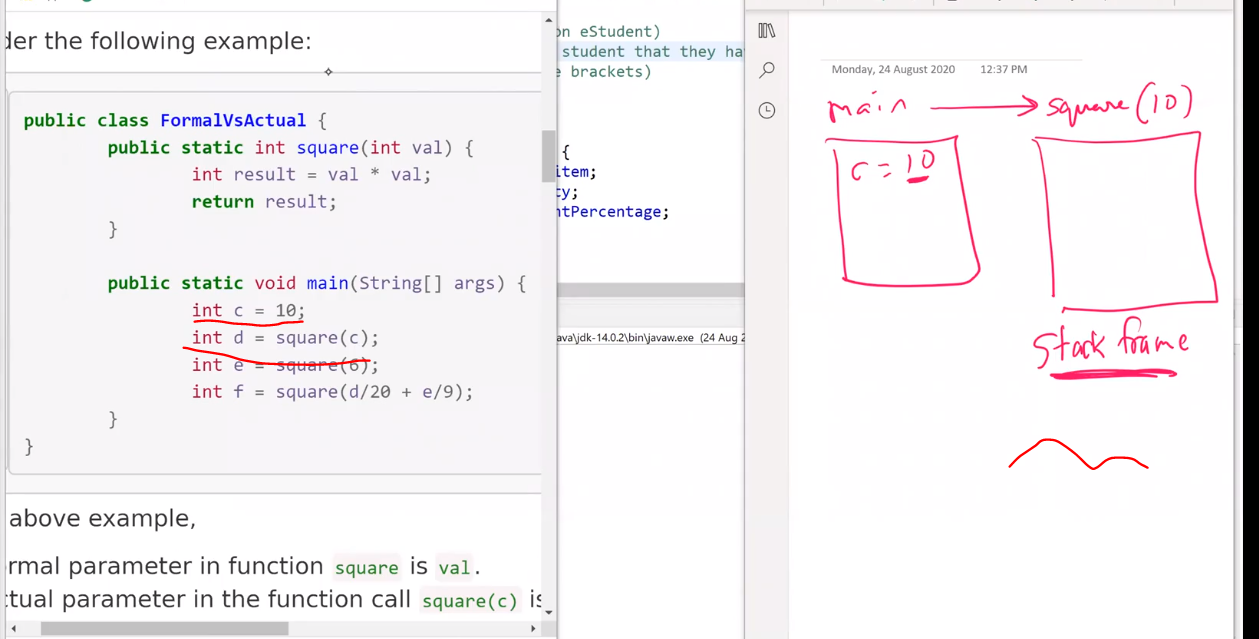 der the following example:
public class FormalVsActual {
public static int square(int val) {
int result = val * val;
return result;
}
public static void main(String[] args) {
int c = 10;
int d = square(c);
int e = square(6);
int f = square(d/20 + e/9);
}
}
above example,
rmal parameter in function square is val.
ctual parameter in the function call square(c) is
on eStudent)
student that they ha
e brackets)
{
item;
ty;
ntPercentage;
ava\jdk-14.0.2\bin\javaw.exe (24 Aug 2
Monday, 24 August 2020 12:37 PM
main → square(10)
c = 10
Stack frame